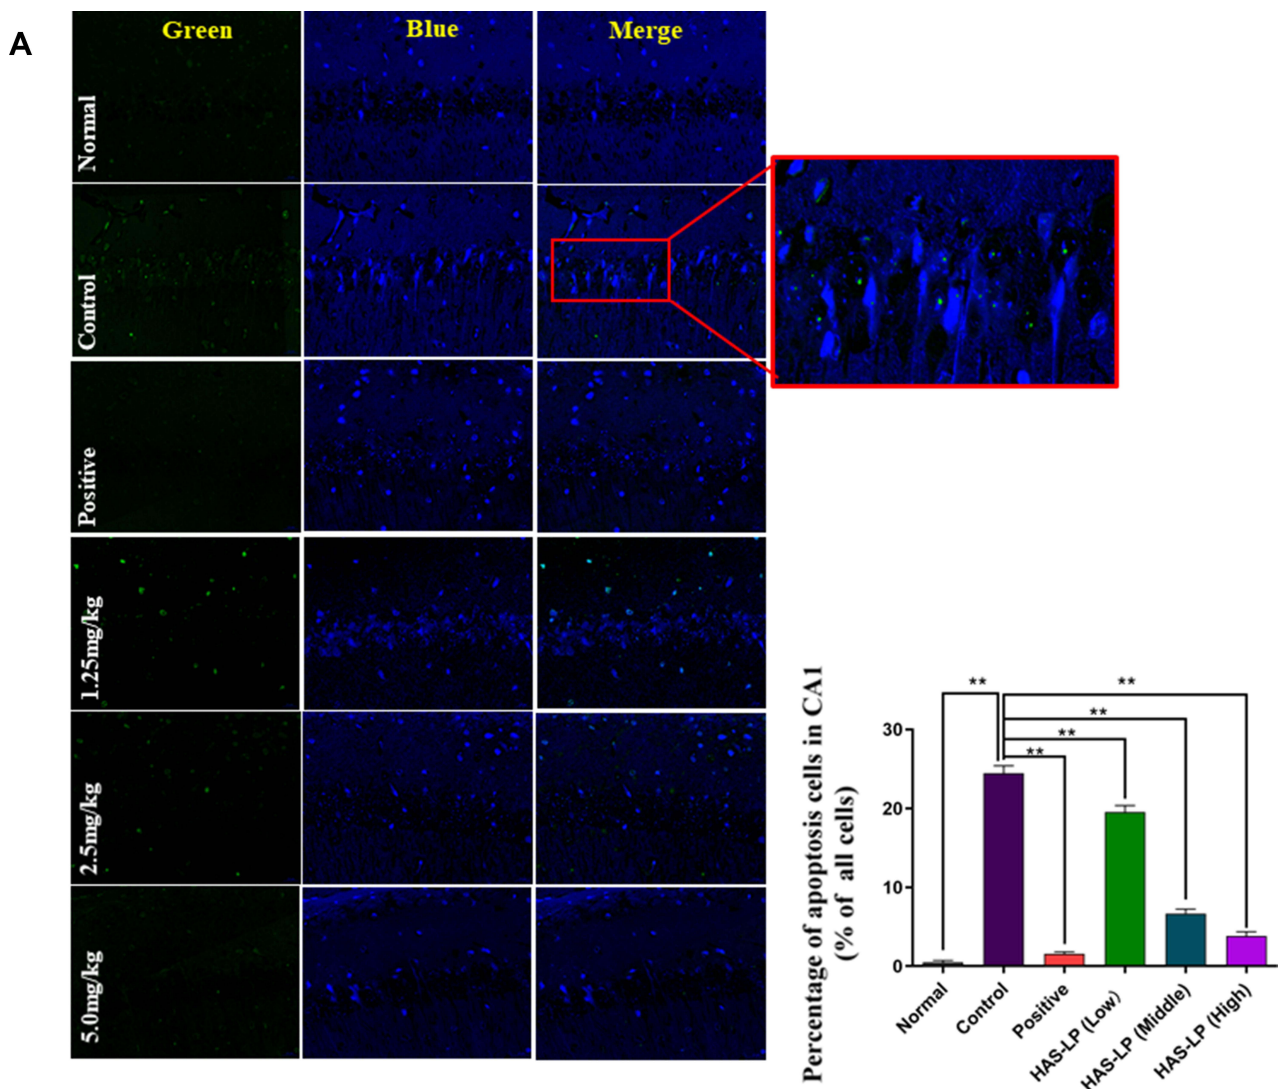 A
Green Blue Merge
Normal
Control
Positive
1.25mg/kg
2.5mg/kg
5.0mg/kg
Percentage of apoptosis cells in CA1
(% of all cells)
30
20
10
0
**
**
**
**
**
Normal
Control
Positive
HAS-LP (Low)
HAS-LP (Middle)
HAS-LP (High)